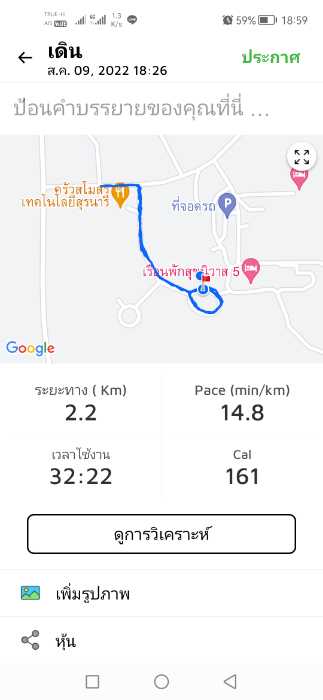 TRUE-H
1.3
K/s
59%
18:59
เดิน
ส.ค. 09, 2022 18:26
ประกาศ
ป้อนคำบรรยายของคุณที่นี่ ...
ครัวสโมสร
เทคโนโลยีสุรนารี
ที่จอดรถ
P
เรือนพักสุขนิวาส 5
Google
ระยะทาง ( Km)
Pace (min/km)
2.2
14.8
เวลาใช้งาน
Cal
32:22
161
ดูการวิเคราะห์
เพิ่มรูปภาพ
หุ้น